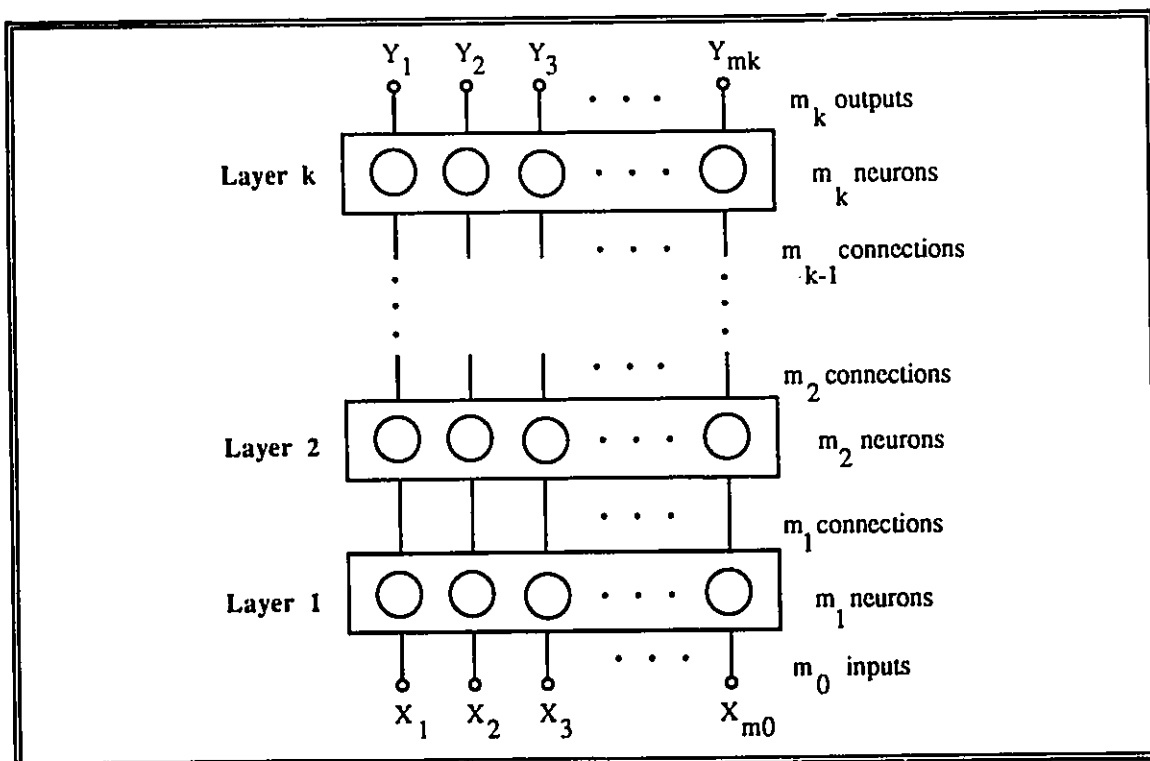 Y1 Y2 Y3 . . . Ymk
mk outputs
Layer k
mk neurons
mk-1 connections
m2 connections
Layer 2
m2 neurons
m1 connections
Layer 1
m1 neurons
m0 inputs
X1 X2 X3 Xm0